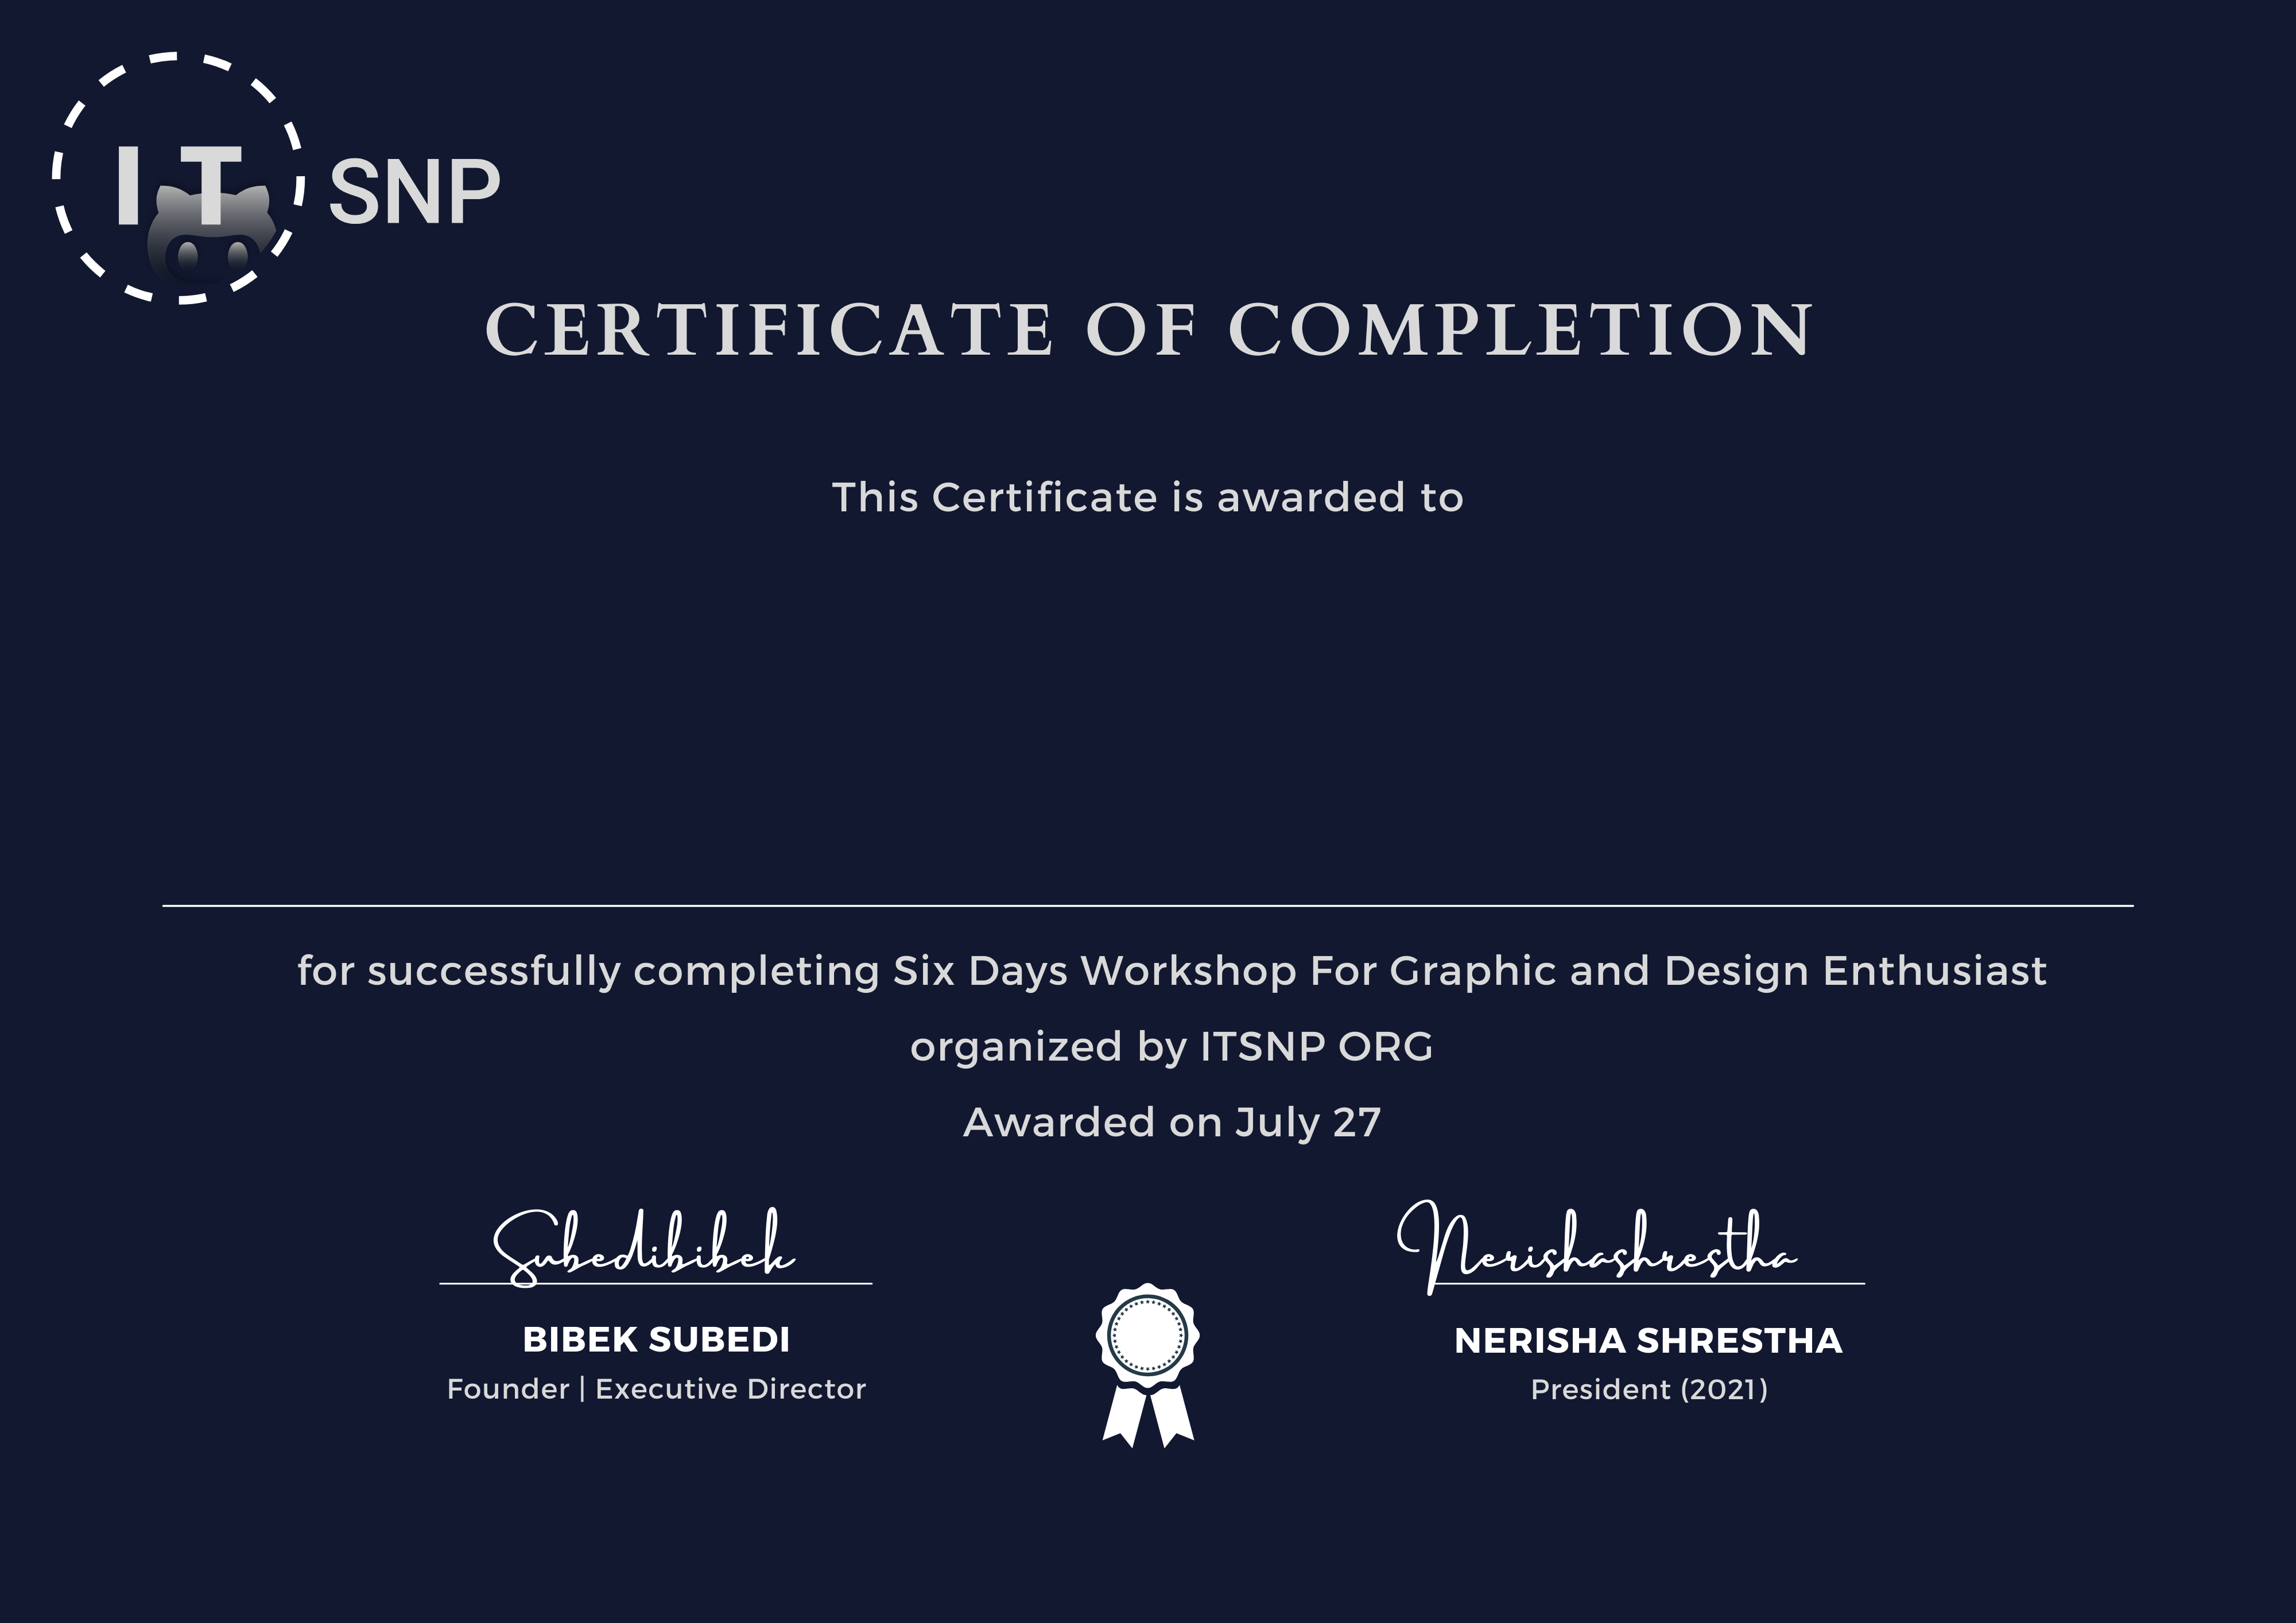 IT SNP
CERTIFICATE OF COMPLETION
This Certificate is awarded to
for successfully completing Six Days Workshop For Graphic and Design Enthusiast
organized by ITSNP ORG
Awarded on July 27
Subedibibek
Nerishashrestha
BIBEK SUBEDI
Founder | Executive Director
NERISHA SHRESTHA
President (2021)